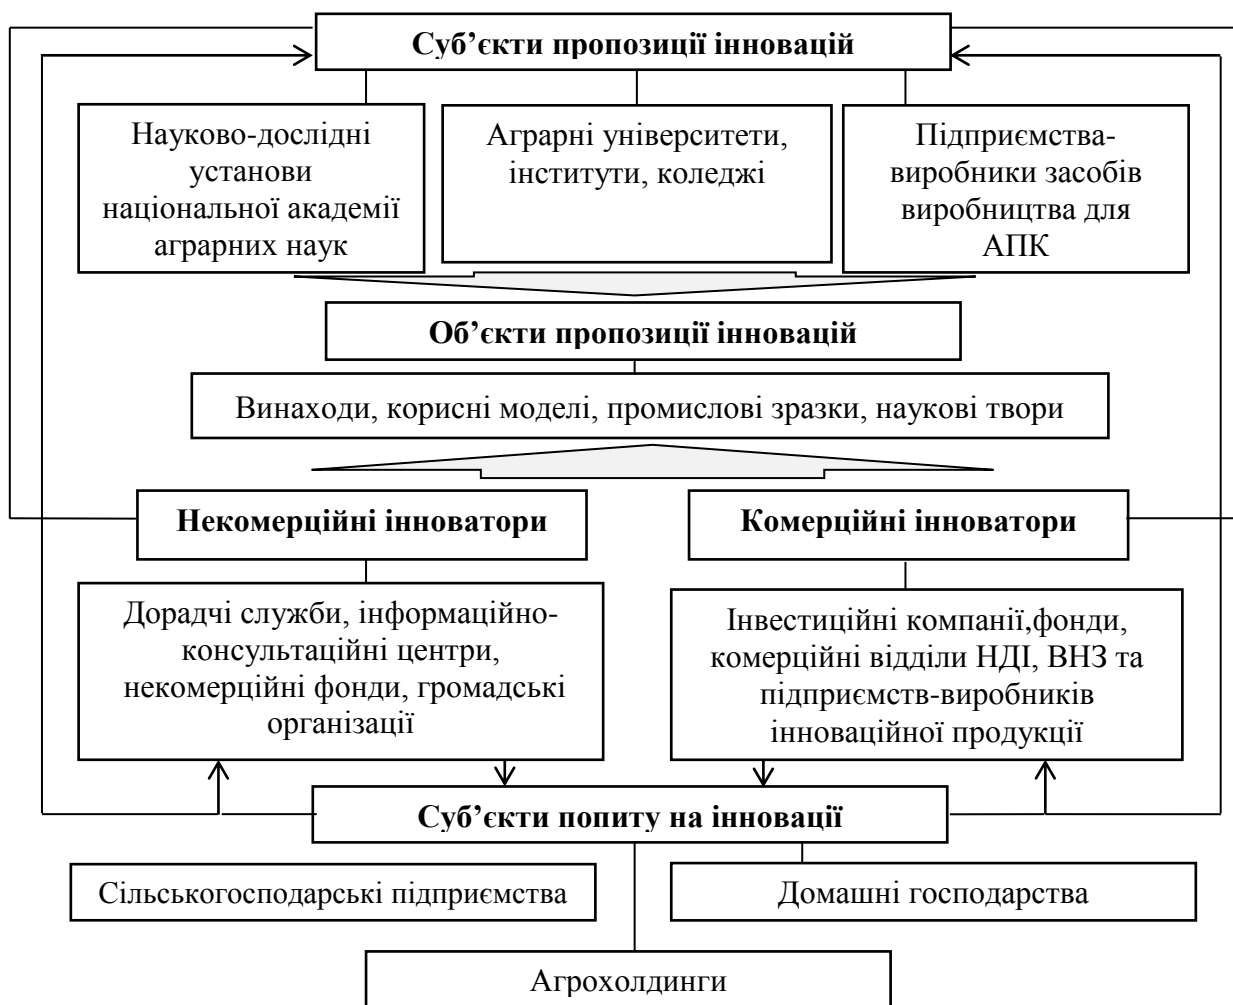 Суб’єкти пропозиції інновацій
Науково-дослідні
установи
національної академії
аграрних наук
Аграрні університети,
інститути, коледжі
Підприємства-
виробники засобів
виробництва для
АПК
Об’єкти пропозиції інновацій
Винаходи, корисні моделі, промислові зразки, наукові твори
Некомерційні інноватори
Комерційні інноватори
Дорадчі служби, інформаційно-
консультаційні центри,
некомерційні фонди, громадські
організації
Інвестиційні компанії,фонди,
комерційні відділи НДІ, ВНЗ та
підприємств-виробників
інноваційної продукції
Суб’єкти попиту на інновації
Сільськогосподарські підприємства
Домашні господарства
Агрохолдинги